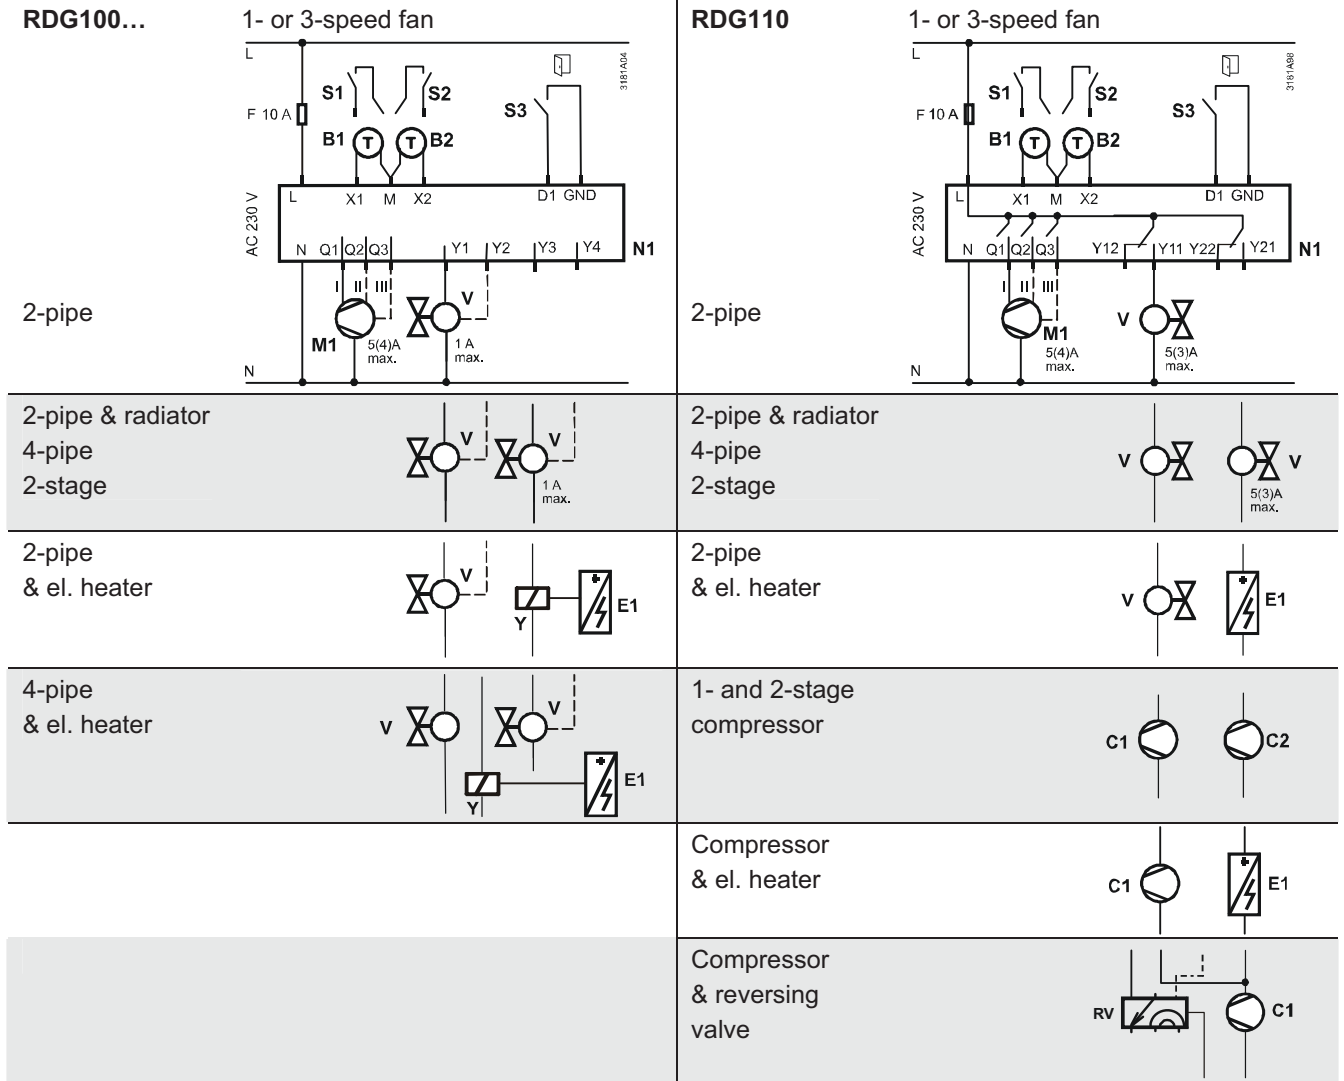 RDG100… 1- or 3-speed fan
L
3181A04
S1 S2
F 10 A S3
B1 T T B2
AC 230 V
L X1 M X2 D1 GND
N Q1 Q2 Q3 Y1 Y2 Y3 Y4 N1
I II III
V
2-pipe
M1 5(4)A max. 1 A max.
N
2-pipe & radiator
4-pipe
2-stage
V V
1 A
max.
2-pipe
& el. heater
V
Y E1
4-pipe
& el. heater
V V
Y E1
RDG110 1- or 3-speed fan
L
3181A98
S1 S2
F 10 A S3
B1 T T B2
AC 230 V
L X1 M X2 D1 GND
N Q1 Q2 Q3 Y12 Y11 Y22 Y21 N1
I II III
2-pipe
V
M1
5(4)A max. 5(3)A max.
N
2-pipe & radiator
4-pipe
2-stage
V V
5(3)A
max.
2-pipe
& el. heater
V E1
1- and 2-stage
compressor
C1 C2
Compressor
& el. heater
C1 E1
Compressor
& reversing
valve
RV C1